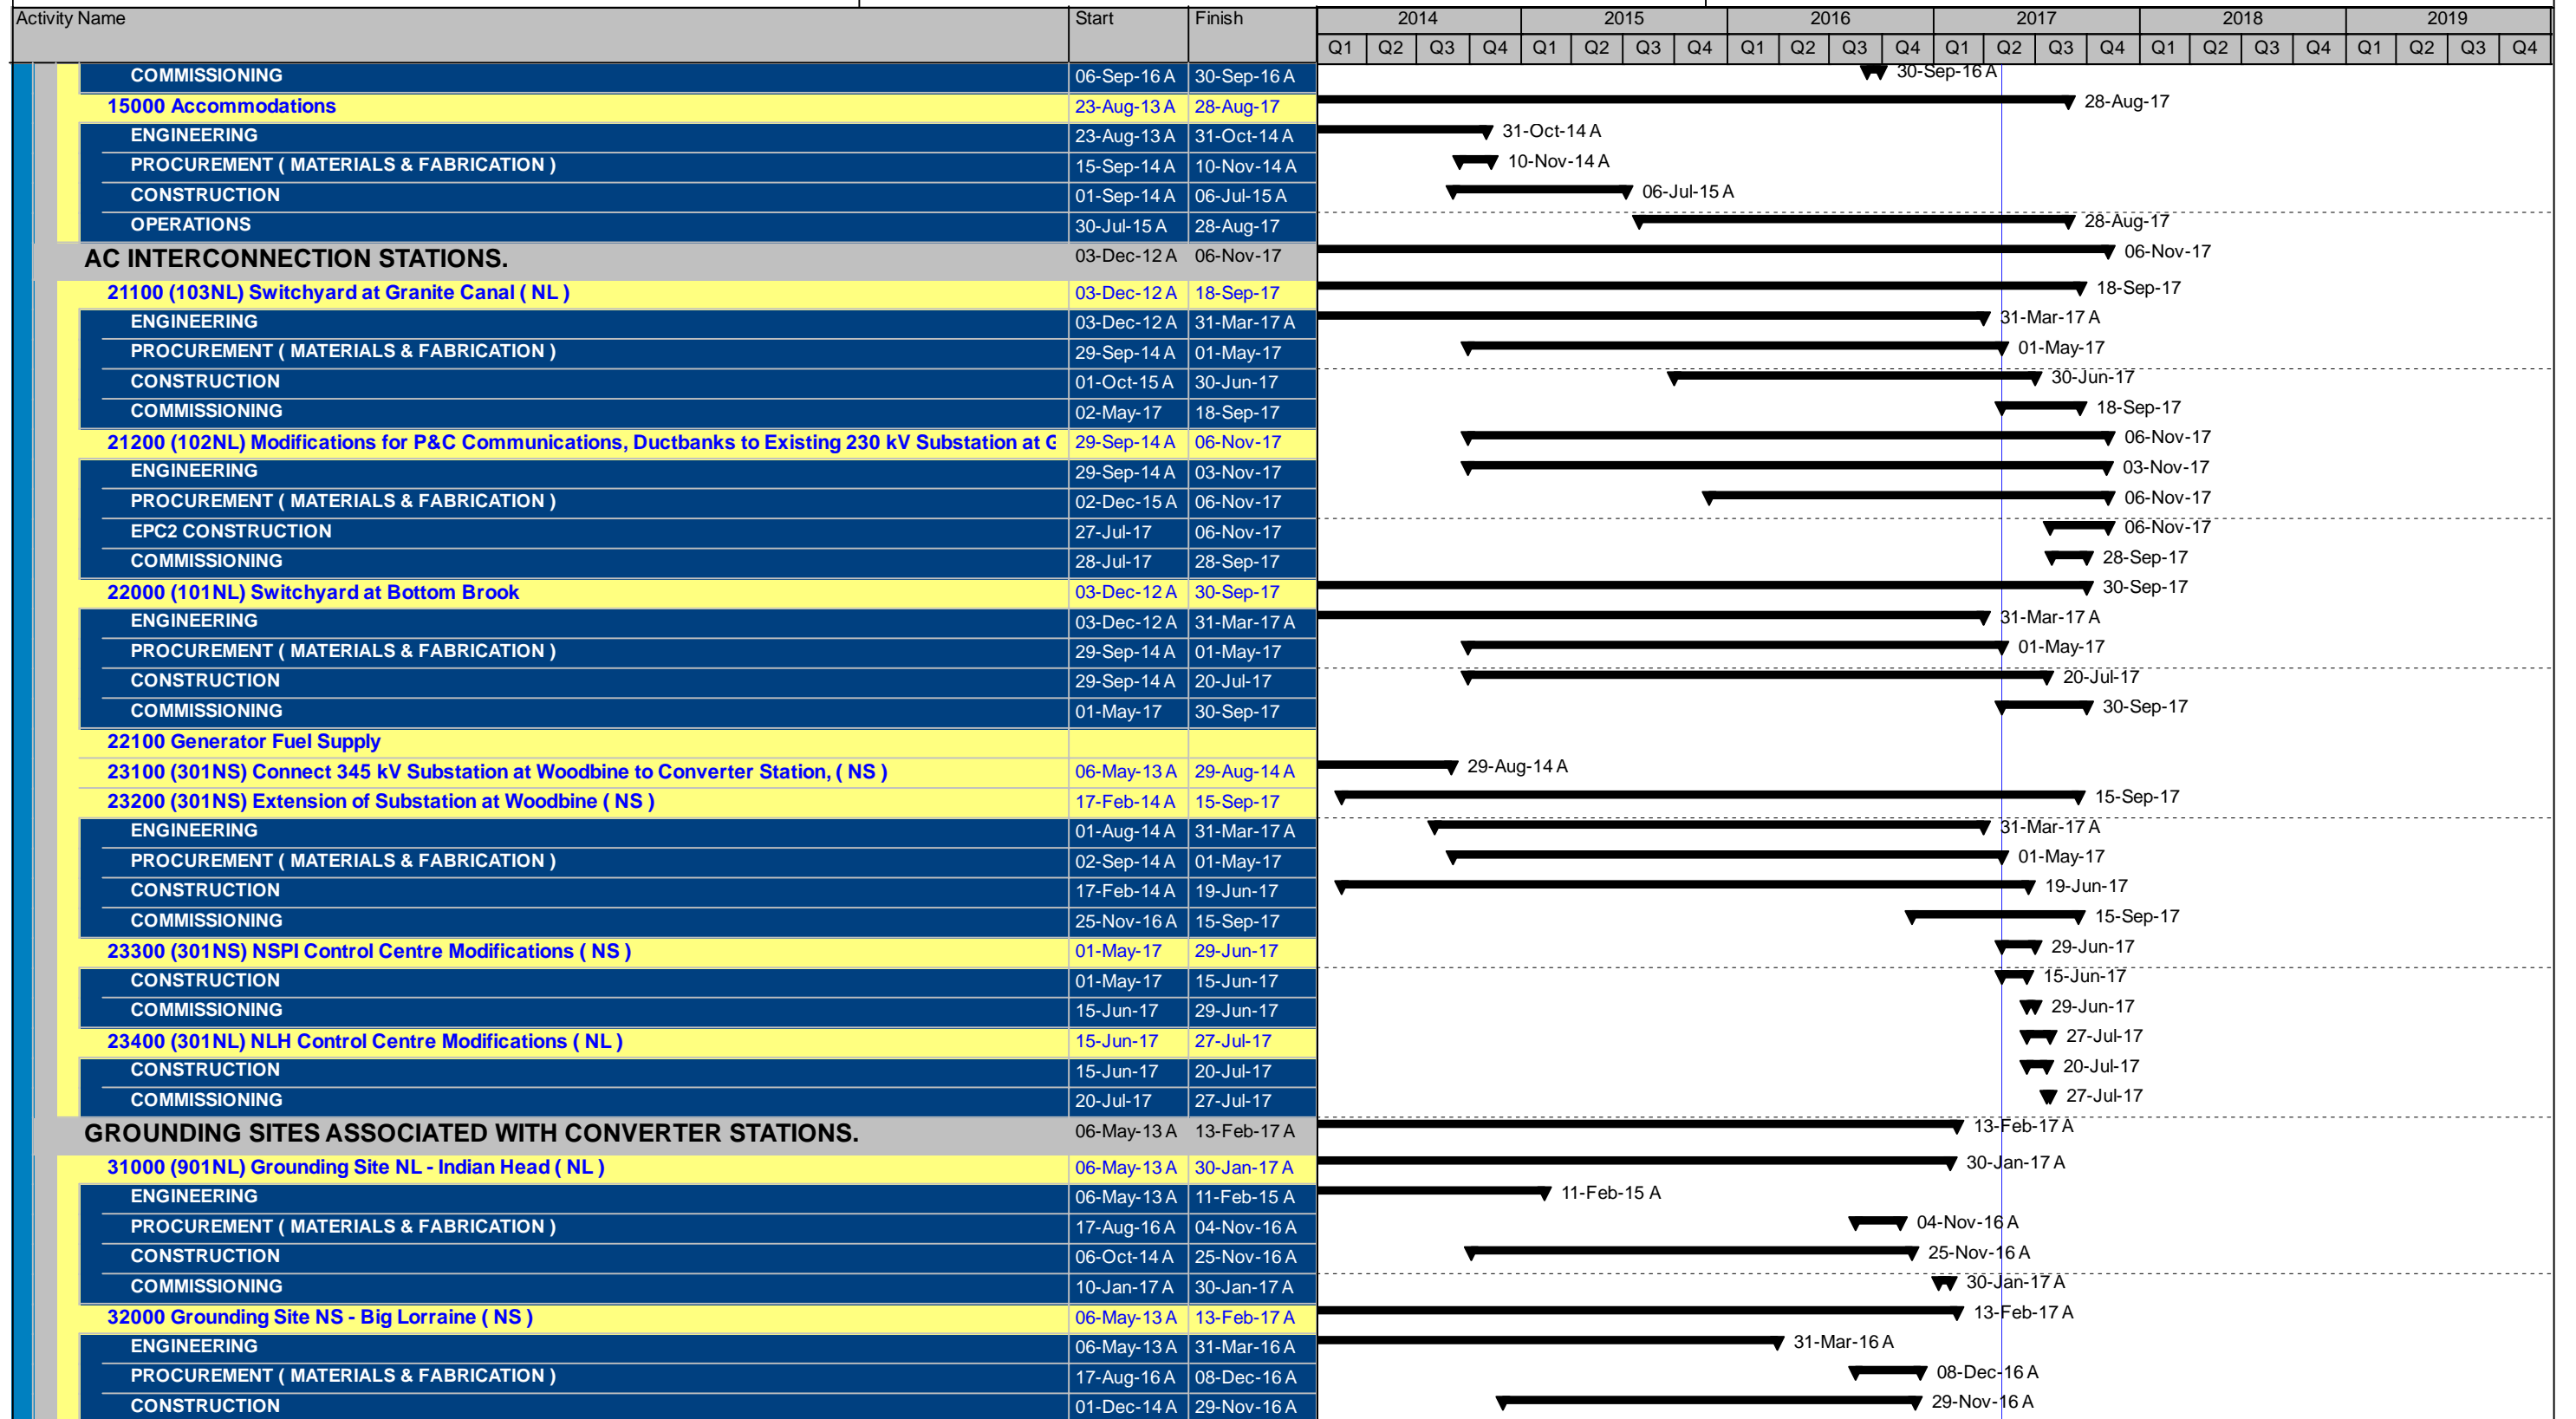 Activity Name Start Finish 2014 2015 2016 2017 2018 2019
Q1 Q2 Q3 Q4 Q1 Q2 Q3 Q4 Q1 Q2 Q3 Q4 Q1 Q2 Q3 Q4 Q1 Q2 Q3 Q4 Q1 Q2 Q3 Q4
COMMISSIONING 06-Sep-16 A 30-Sep-16 A 30-Sep-16 A
15000 Accommodations 23-Aug-13 A 28-Aug-17 28-Aug-17
ENGINEERING 23-Aug-13 A 31-Oct-14 A 31-Oct-14 A
PROCUREMENT ( MATERIALS & FABRICATION ) 15-Sep-14 A 10-Nov-14 A 10-Nov-14 A
CONSTRUCTION 01-Sep-14 A 06-Jul-15 A 06-Jul-15 A
OPERATIONS 30-Jul-15 A 28-Aug-17 28-Aug-17
AC INTERCONNECTION STATIONS. 03-Dec-12 A 06-Nov-17 06-Nov-17
21100 (103NL) Switchyard at Granite Canal ( NL ) 03-Dec-12 A 18-Sep-17 18-Sep-17
ENGINEERING 03-Dec-12 A 31-Mar-17 A 31-Mar-17 A
PROCUREMENT ( MATERIALS & FABRICATION ) 29-Sep-14 A 01-May-17 01-May-17
CONSTRUCTION 01-Oct-15 A 30-Jun-17 30-Jun-17
COMMISSIONING 02-May-17 18-Sep-17 18-Sep-17
21200 (102NL) Modifications for P&C Communications, Ductbanks to Existing 230 kV Substation at G 29-Sep-14 A 06-Nov-17 06-Nov-17
ENGINEERING 29-Sep-14 A 03-Nov-17 03-Nov-17
PROCUREMENT ( MATERIALS & FABRICATION ) 02-Dec-15 A 06-Nov-17 06-Nov-17
EPC2 CONSTRUCTION 27-Jul-17 06-Nov-17 06-Nov-17
COMMISSIONING 28-Jul-17 28-Sep-17 28-Sep-17
22000 (101NL) Switchyard at Bottom Brook 03-Dec-12 A 30-Sep-17 30-Sep-17
ENGINEERING 03-Dec-12 A 31-Mar-17 A 31-Mar-17 A
PROCUREMENT ( MATERIALS & FABRICATION ) 29-Sep-14 A 01-May-17 01-May-17
CONSTRUCTION 29-Sep-14 A 20-Jul-17 20-Jul-17
COMMISSIONING 01-May-17 30-Sep-17 30-Sep-17
22100 Generator Fuel Supply
23100 (301NS) Connect 345 kV Substation at Woodbine to Converter Station, ( NS ) 06-May-13 A 29-Aug-14 A 29-Aug-14 A
23200 (301NS) Extension of Substation at Woodbine ( NS ) 17-Feb-14 A 15-Sep-17 15-Sep-17
ENGINEERING 01-Aug-14 A 31-Mar-17 A 31-Mar-17 A
PROCUREMENT ( MATERIALS & FABRICATION ) 02-Sep-14 A 01-May-17 01-May-17
CONSTRUCTION 17-Feb-14 A 19-Jun-17 19-Jun-17
COMMISSIONING 25-Nov-16 A 15-Sep-17 15-Sep-17
23300 (301NS) NSPI Control Centre Modifications ( NS ) 01-May-17 29-Jun-17 29-Jun-17
CONSTRUCTION 01-May-17 15-Jun-17 15-Jun-17
COMMISSIONING 15-Jun-17 29-Jun-17 29-Jun-17
23400 (301NL) NLH Control Centre Modifications ( NL ) 15-Jun-17 27-Jul-17 27-Jul-17
CONSTRUCTION 15-Jun-17 20-Jul-17 20-Jul-17
COMMISSIONING 20-Jul-17 27-Jul-17 27-Jul-17
GROUNDING SITES ASSOCIATED WITH CONVERTER STATIONS. 06-May-13 A 13-Feb-17 A 13-Feb-17 A
31000 (901NL) Grounding Site NL - Indian Head ( NL ) 06-May-13 A 30-Jan-17 A 30-Jan-17 A
ENGINEERING 06-May-13 A 11-Feb-15 A 11-Feb-15 A
PROCUREMENT ( MATERIALS & FABRICATION ) 17-Aug-16 A 04-Nov-16 A 04-Nov-16 A
CONSTRUCTION 06-Oct-14 A 25-Nov-16 A 25-Nov-16 A
COMMISSIONING 10-Jan-17 A 30-Jan-17 A 30-Jan-17 A
32000 Grounding Site NS - Big Lorraine ( NS ) 06-May-13 A 13-Feb-17 A 13-Feb-17 A
ENGINEERING 06-May-13 A 31-Mar-16 A 31-Mar-16 A
PROCUREMENT ( MATERIALS & FABRICATION ) 17-Aug-16 A 08-Dec-16 A 08-Dec-16 A
CONSTRUCTION 01-Dec-14 A 29-Nov-16 A 29-Nov-16 A